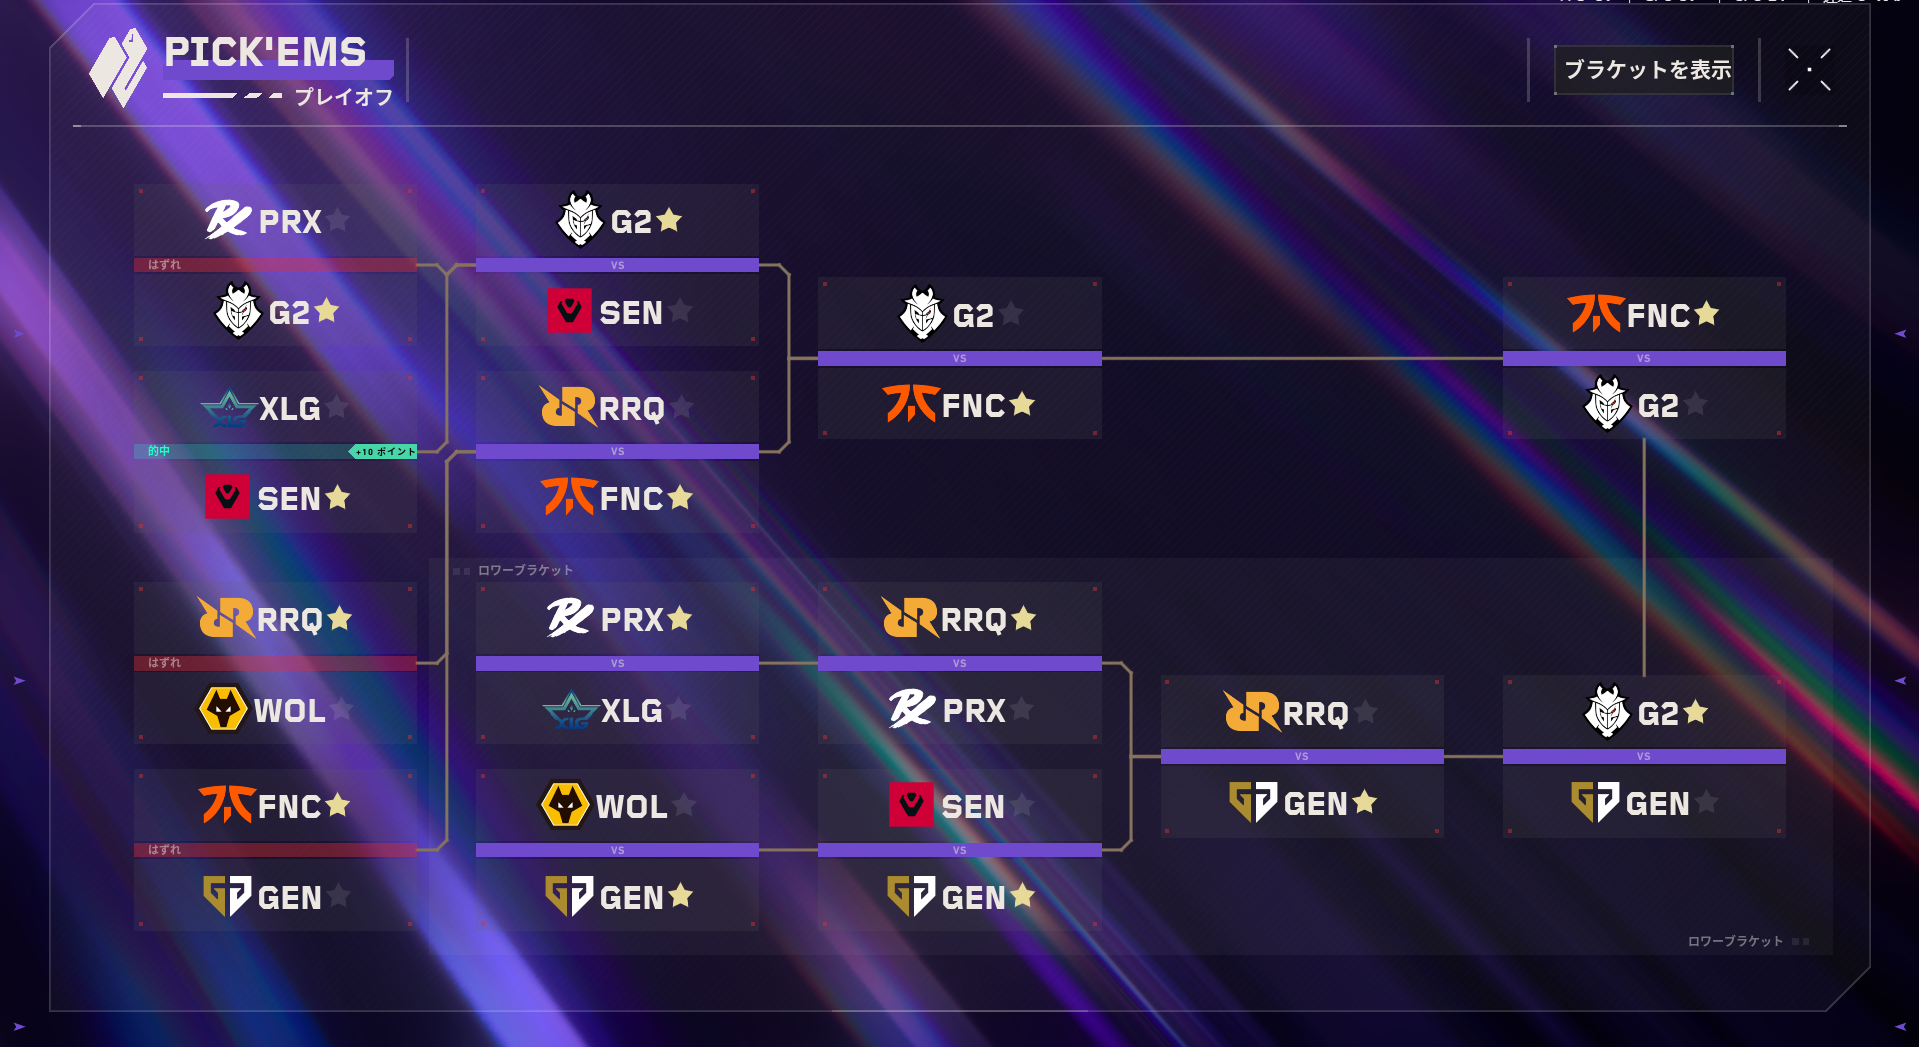 PICK'EMS
プレイオフ
ブラケットを表示
PRX
はずれ
G2
XLG
的中
+10 ポイント
SEN
RRQ
はずれ
WOL
FNC
はずれ
GEN
G2
VS
SEN
RRQ
VS
FNC
G2
VS
FNC
FNC
VS
G2
ロワーブラケット
PRX
VS
XLG
WOL
VS
GEN
RRQ
VS
PRX
SEN
VS
GEN
RRQ
VS
GEN
G2
VS
GEN
ロワーブラケット